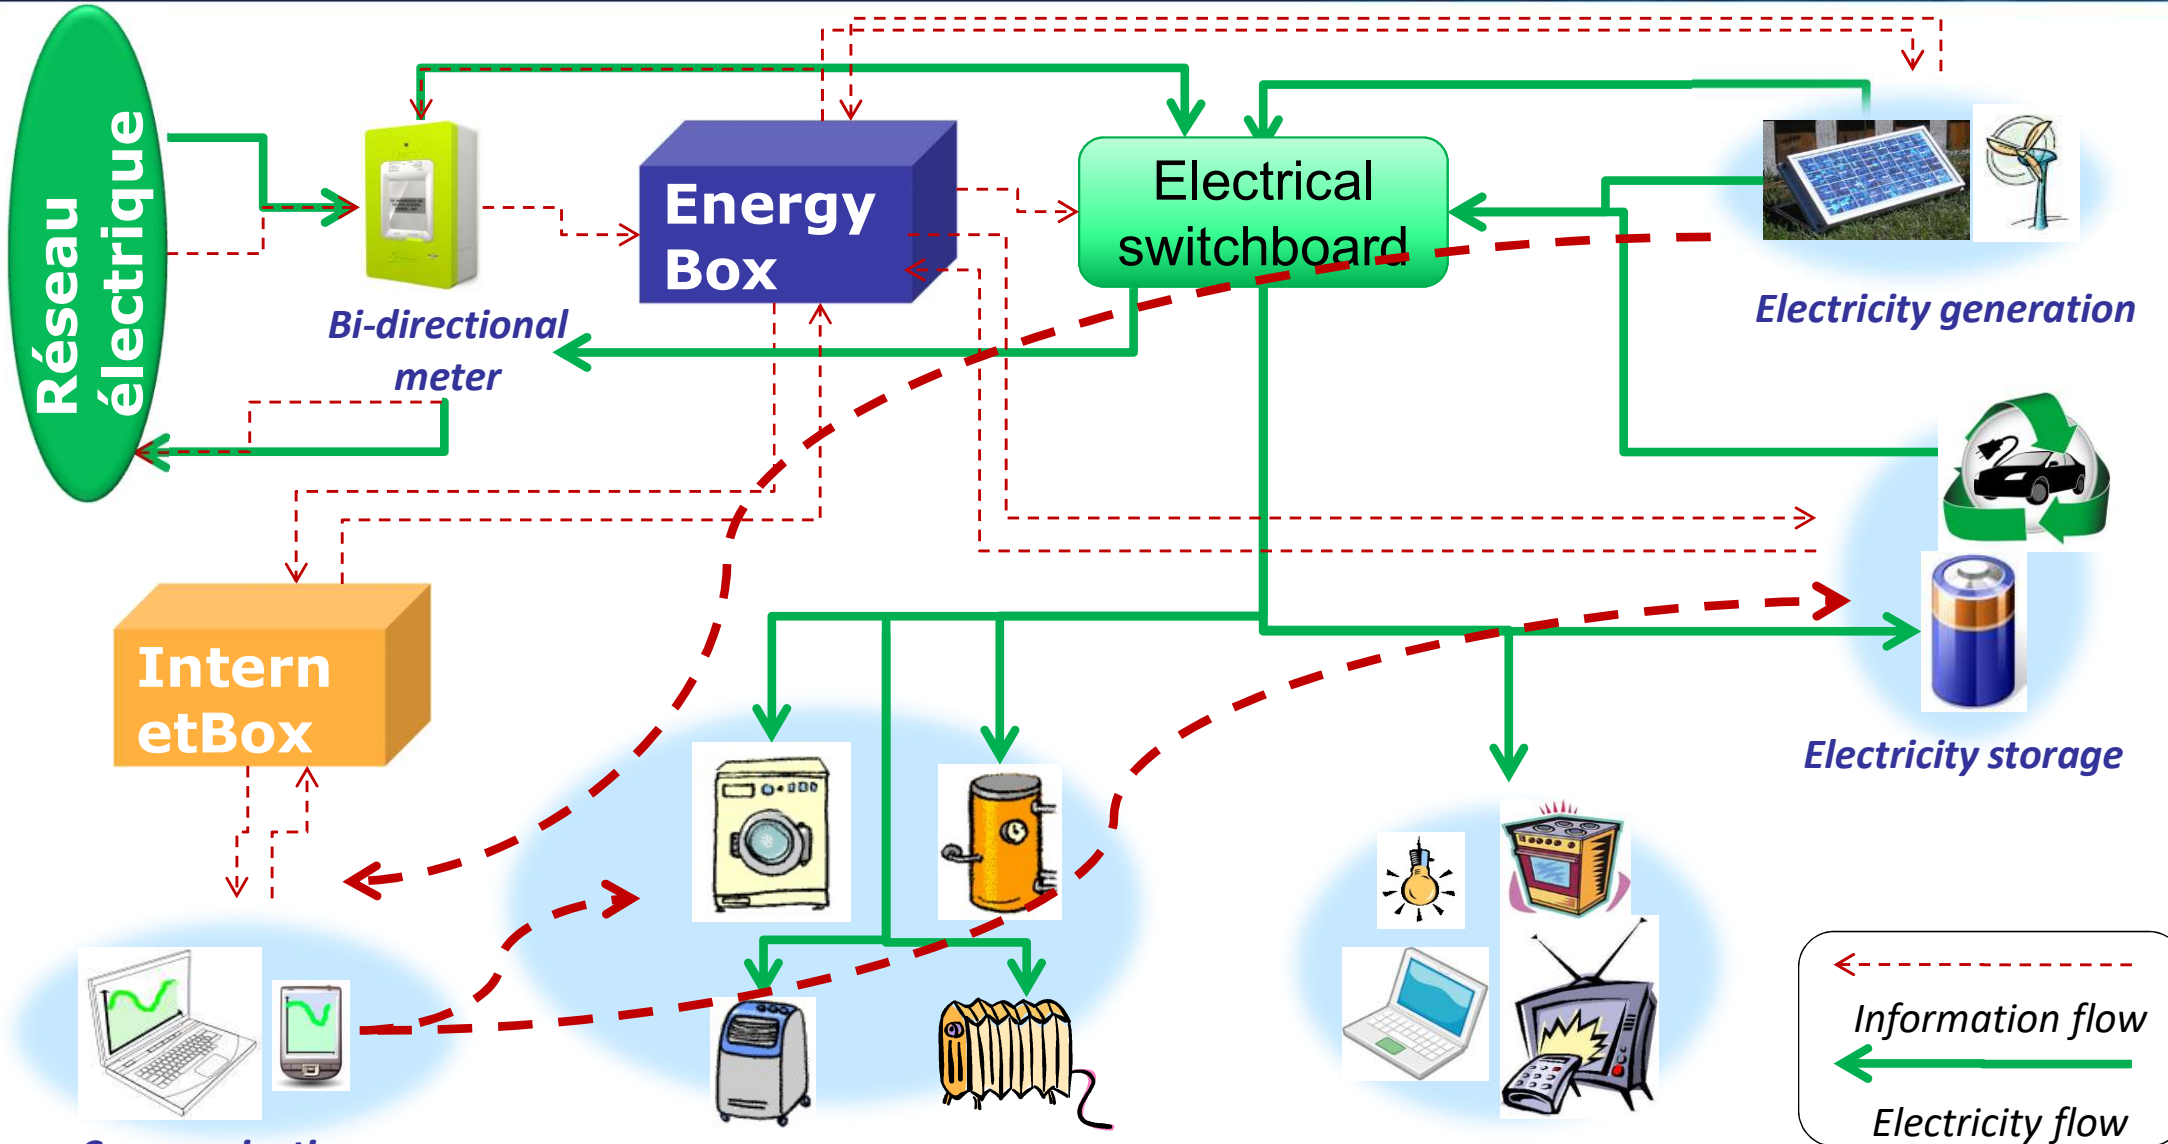 Réseau
électrique
Bi-directional
meter
Energy
Box
Electrical
switchboard
Electricity generation
Intern
etBox
Electricity storage
Information flow
Electricity flow